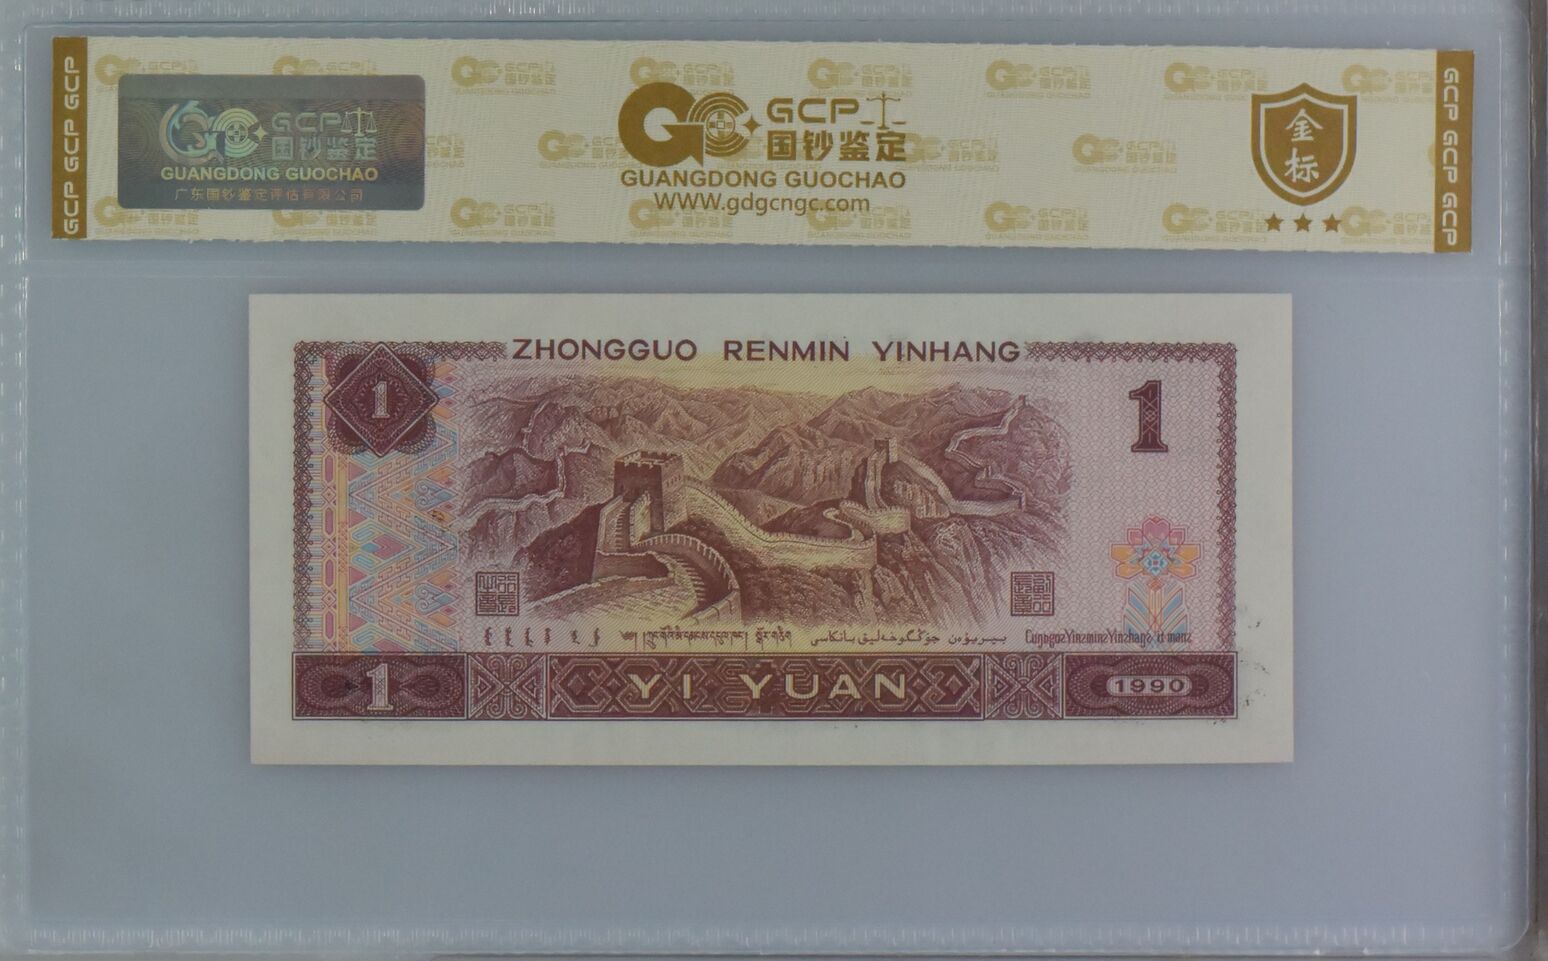 GCP GCP GCP
GCP
国钞鉴定
GUANGDONG GUOCHAO
广东国钞鉴定评估有限公司
GCP
国钞鉴定
GUANGDONG GUOCHAO
WWW.gdgcngc.com
金标
GCP GCP GCP
ZHONGGUO RENMIN YINHANG
1
1
1
YI YUAN
1990